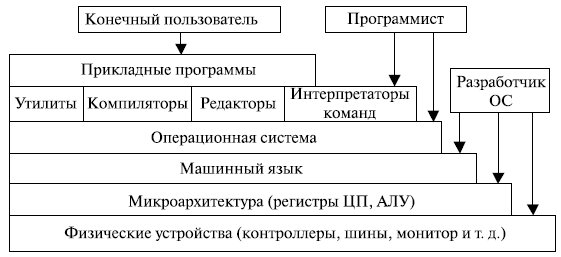 Конечный пользователь
Программист
Прикладные программы
Разработчик
ОС
Утилиты
Компиляторы
Редакторы
Интерпретаторы
команд
Операционная система
Машинный язык
Микроархитектура (регистры ЦП, АЛУ)
Физические устройства (контроллеры, шины, монитор и т. д.)